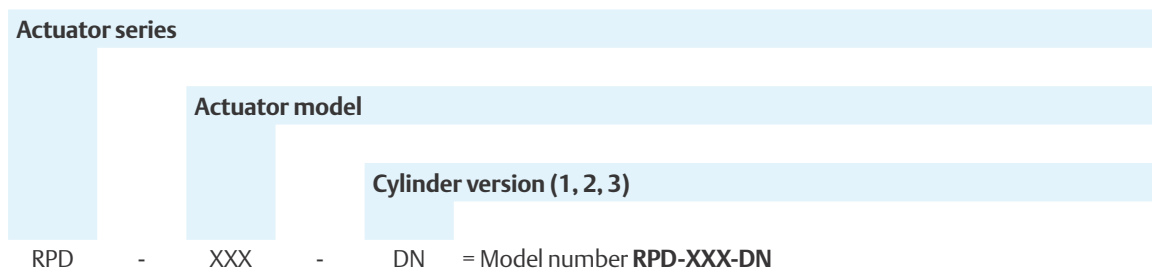 Actuator series
Actuator model
Cylinder version (1, 2, 3)
RPD - XXX - DN = Model number RPD-XXX-DN